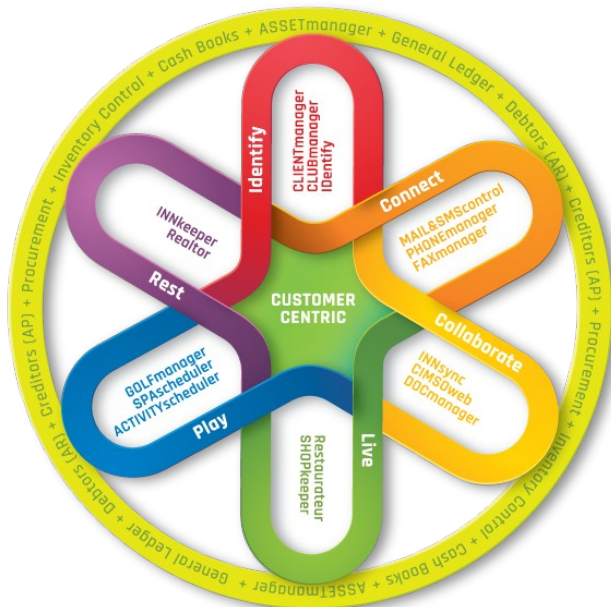 Inventory Control + Cash Books + ASSETmanager + General Ledger + Debtors (AR) + Creditors (AP) + Procurement + Inventory Control + Cash Books + ASSETmanager + General Ledger + Debtors (AR) + Creditors (AP) + Procurement +
Identify
CLIENTmanager
CLUBmanager
IDentify
Connect
MAIL&SMScontrol
PHONEmanager
FAXmanager
Collaborate
INNsync
CIMSOweb
DOCmanager
Live
Restaurateur
SHOPkeeper
Play
GOLFmanager
SPAscheduler
ACTIVITYscheduler
Rest
INNkeeper
Realtor
CUSTOMER
CENTRIC